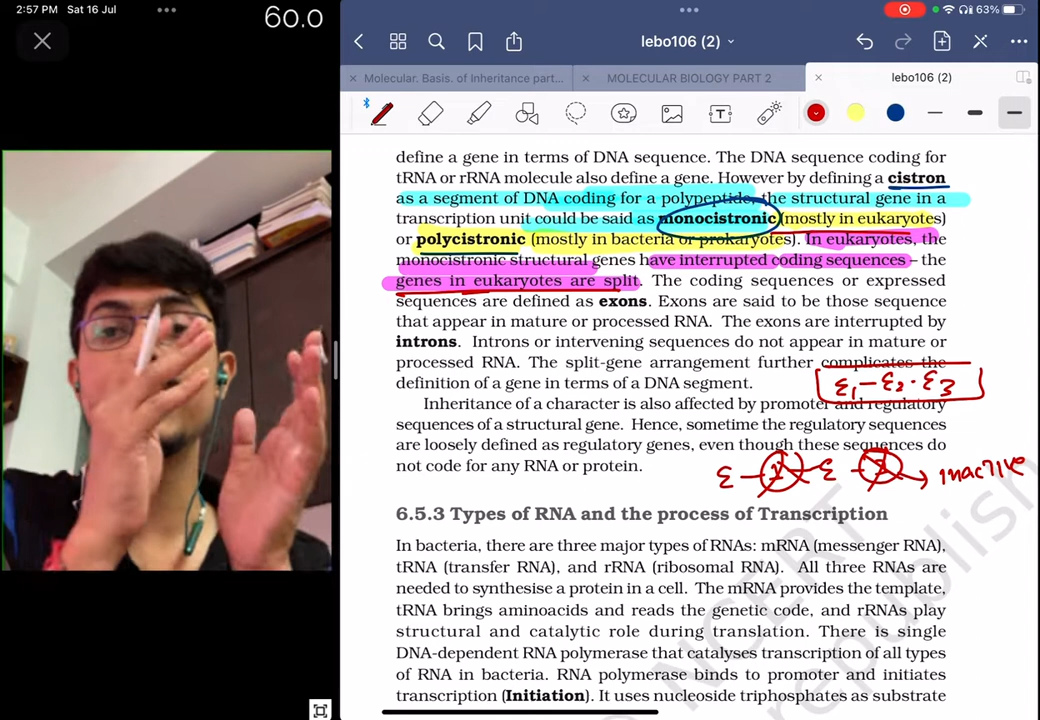 2:57 PM Sat 16 Jul
60.0
63%
lebo106 (2)
Molecular. Basis. of Inheritance part...
MOLECULAR BIOLOGY PART 2
lebo106 (2)
define a gene in terms of DNA sequence. The DNA sequence coding for
tRNA or rRNA molecule also define a gene. However by defining a cistron
as a segment of DNA coding for a polypeptide, the structural gene in a
transcription unit could be said as monocistronic (mostly in eukaryotes)
or polycistronic (mostly in bacteria or prokaryotes). In eukaryotes, the
monocistronic structural genes have interrupted coding sequences – the
genes in eukaryotes are split. The coding sequences or expressed
sequences are defined as exons. Exons are said to be those sequence
that appear in mature or processed RNA. The exons are interrupted by
introns. Introns or intervening sequences do not appear in mature or
processed RNA. The split-gene arrangement further complicates the
definition of a gene in terms of a DNA segment.
ε1 – ε2 · ε3
Inheritance of a character is also affected by promoter and regulatory
sequences of a structural gene. Hence, sometime the regulatory sequences
are loosely defined as regulatory genes, even though these sequences do
not code for any RNA or protein.
ε ε inactive
6.5.3 Types of RNA and the process of Transcription
In bacteria, there are three major types of RNAs: mRNA (messenger RNA),
tRNA (transfer RNA), and rRNA (ribosomal RNA). All three RNAs are
needed to synthesise a protein in a cell. The mRNA provides the template,
tRNA brings aminoacids and reads the genetic code, and rRNAs play
structural and catalytic role during translation. There is single
DNA-dependent RNA polymerase that catalyses transcription of all types
of RNA in bacteria. RNA polymerase binds to promoter and initiates
transcription (Initiation). It uses nucleoside triphosphates as substrate
NCERT
republish